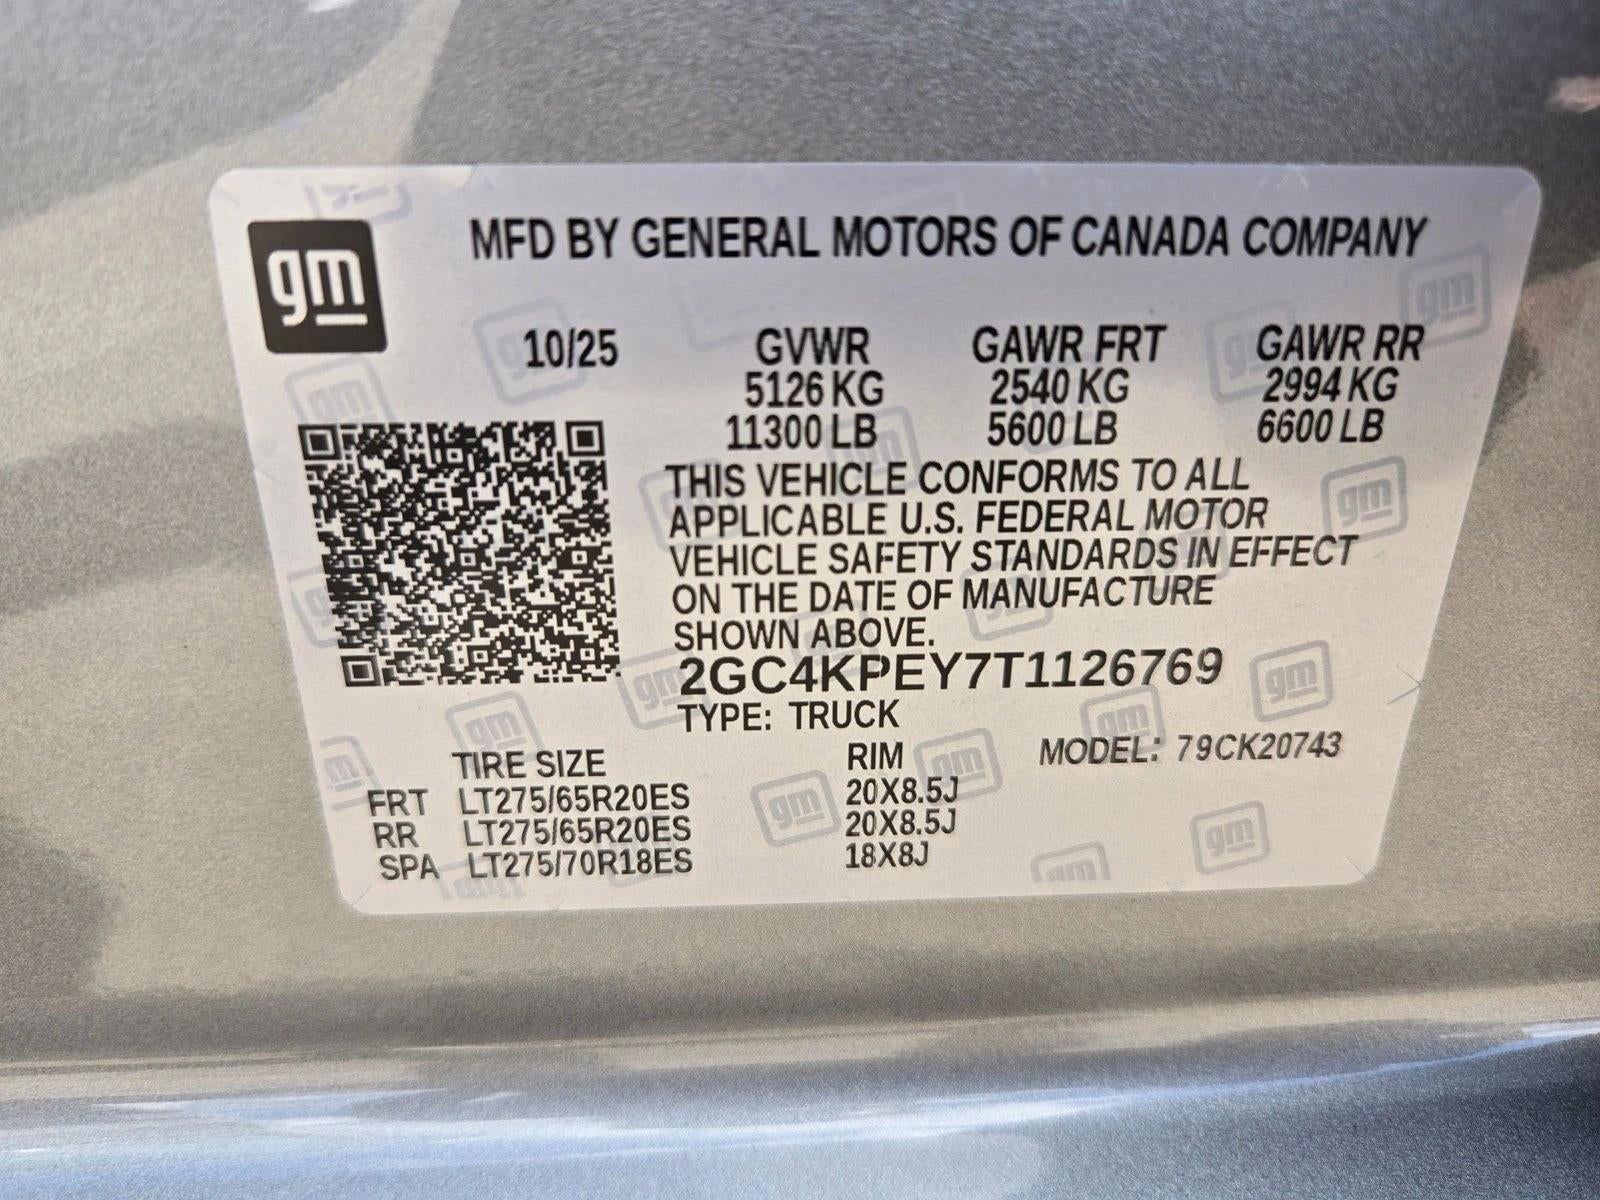 gm
MFD BY GENERAL MOTORS OF CANADA COMPANY
10/25 GVWR GAWR FRT GAWR RR
5126 KG 2540 KG 2994 KG
11300 LB 5600 LB 6600 LB
THIS VEHICLE CONFORMS TO ALL
APPLICABLE U.S. FEDERAL MOTOR
VEHICLE SAFETY STANDARDS IN EFFECT
ON THE DATE OF MANUFACTURE
SHOWN ABOVE.
2GC4KPEY7T1126769
TYPE: TRUCK
TIRE SIZE RIM MODEL: 79CK20743
FRT LT275/65R20ES 20X8.5J
RR LT275/65R20ES 20X8.5J
SPA LT275/70R18ES 18X8J